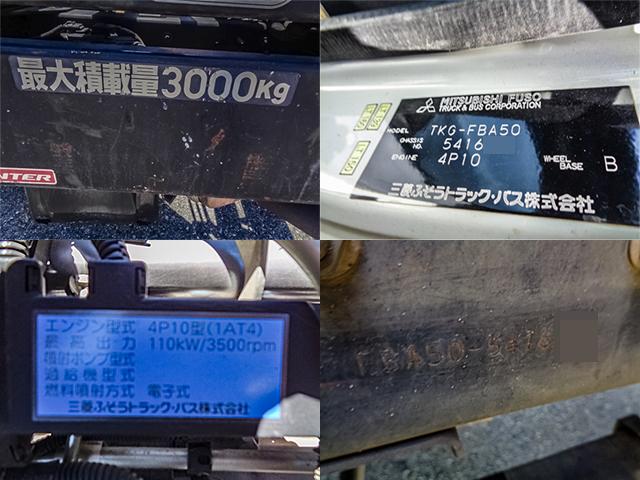 最大積載量3000Kg
NTER
MITSUBISHI FUSO
TRUCK & BUS CORPORATION
MODEL TKG-FBA50
CHASSIS NO. 5416
ENGINE 4P10
WHEEL BASE B
三菱ふそうトラック・バス株式会社
エンジン型式 4P10型(1AT4)
最高出力 110kW/3500rpm
噴射ポンプ型式
過給機型式
燃料噴射方式 電子式
三菱ふそうトラック・バス株式会社
FBA50-5416